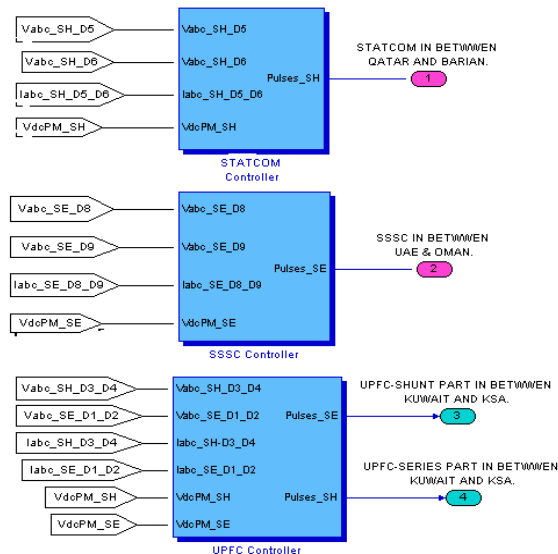 Vabc_SH_D5
Vabc_SH_D6
Iabc_SH_D5_D6
VdcPM_SH
Vabc_SH_D5
Vabc_SH_D6
Iabc_SH_D5_D6
VdcPM_SH
Pulses_SH
STATCOM
Controller
STATCOM IN BETWWEN
QATAR AND BARIAN.
1
Vabc_SE_D8
Vabc_SE_D9
Iabc_SE_D8_D9
VdcPM_SE
Vabc_SE_D8
Vabc_SE_D9
Iabc_SE_D8_D9
VdcPM_SE
Pulses_SE
SSSC Controller
SSSC IN BETWWEN
UAE & OMAN.
2
Vabc_SH_D3_D4
Vabc_SE_D1_D2
Iabc_SH_D3_D4
Iabc_SE_D1_D2
VdcPM_SH
VdcPM_SE
Vabc_SH_D3_D4
Vabc_SE_D1_D2
Iabc_SH-D3_D4
Iabc_SE_D1_D2
VdcPM_SH
VdcPM_SE
Pulses_SE
Pulses_SH
UPFC Controller
UPFC-SHUNT PART IN BETWWEN
KUWAIT AND KSA.
3
UPFC-SERIES PART IN BETWWEN
KUWAIT AND KSA.
4